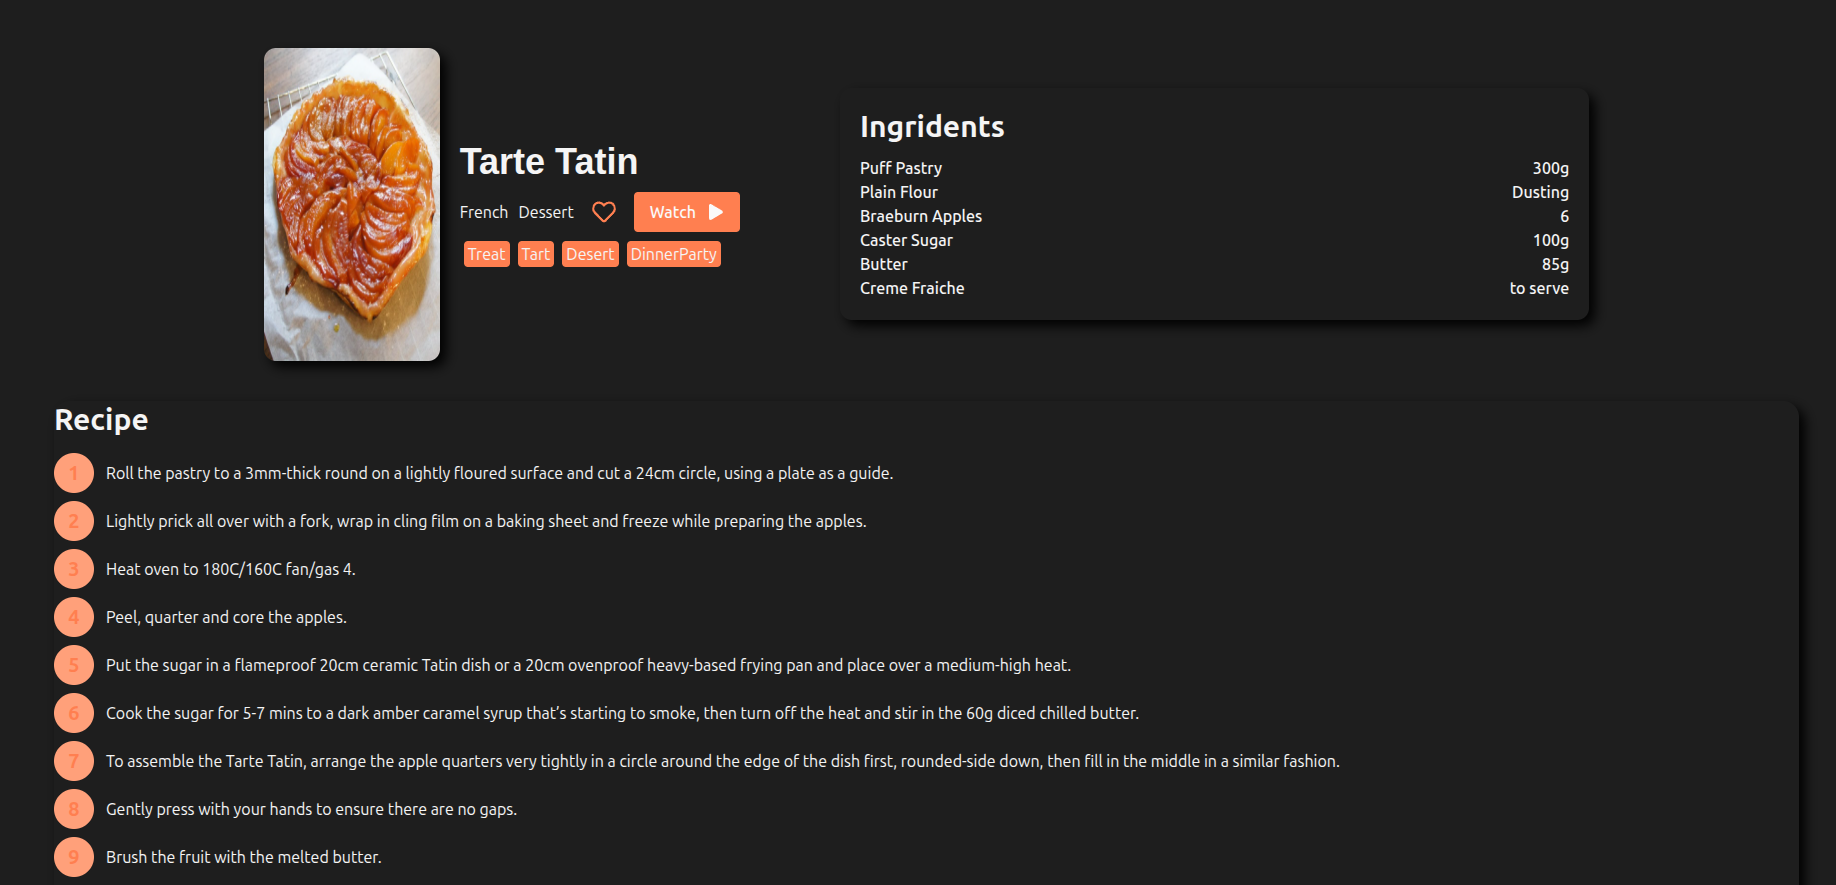 Tarte Tatin
French Dessert Watch
Treat Tart Desert DinnerParty
Ingridents
Puff Pastry 300g
Plain Flour Dusting
Braeburn Apples 6
Caster Sugar 100g
Butter 85g
Creme Fraiche to serve
Recipe
1 Roll the pastry to a 3mm-thick round on a lightly floured surface and cut a 24cm circle, using a plate as a guide.
2 Lightly prick all over with a fork, wrap in cling film on a baking sheet and freeze while preparing the apples.
3 Heat oven to 180C/160C fan/gas 4.
4 Peel, quarter and core the apples.
5 Put the sugar in a flameproof 20cm ceramic Tatin dish or a 20cm ovenproof heavy-based frying pan and place over a medium-high heat.
6 Cook the sugar for 5-7 mins to a dark amber caramel syrup that’s starting to smoke, then turn off the heat and stir in the 60g diced chilled butter.
7 To assemble the Tarte Tatin, arrange the apple quarters very tightly in a circle around the edge of the dish first, rounded-side down, then fill in the middle in a similar fashion.
8 Gently press with your hands to ensure there are no gaps.
9 Brush the fruit with the melted butter.